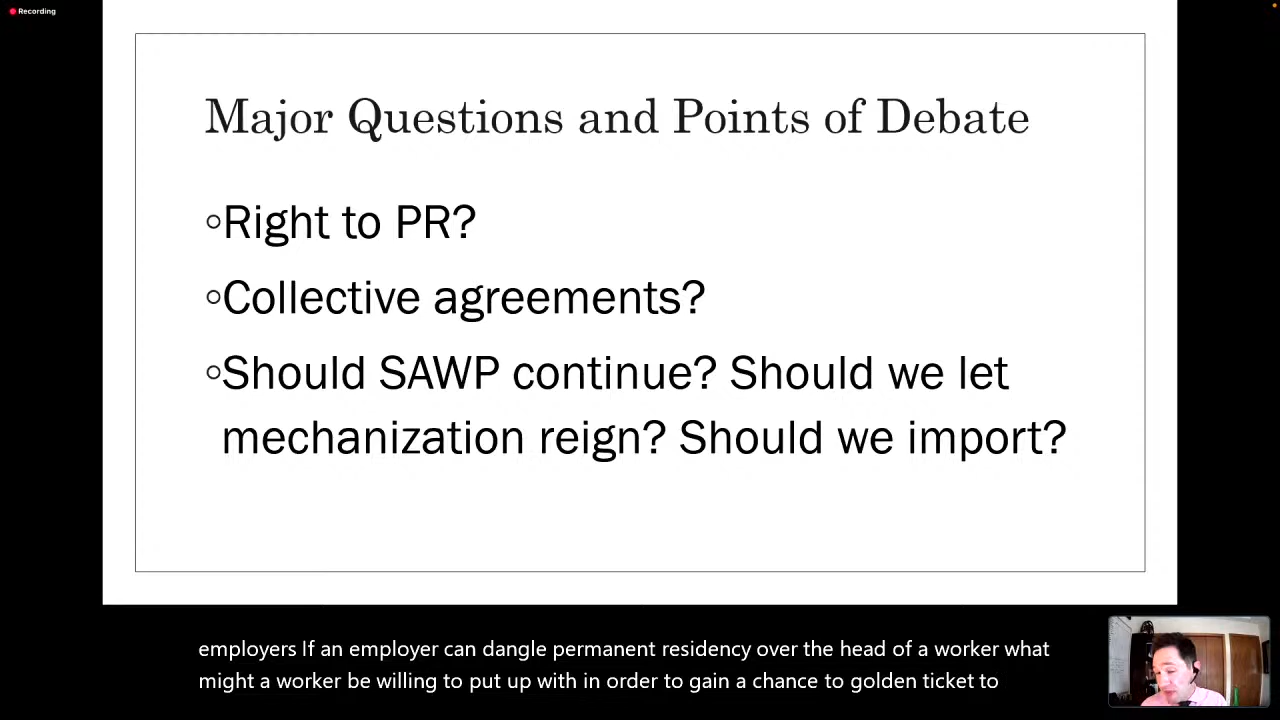 Recording
Major Questions and Points of Debate
◦Right to PR?
◦Collective agreements?
◦Should SAWP continue? Should we let
mechanization reign? Should we import?
employers If an employer can dangle permanent residency over the head of a worker what
might a worker be willing to put up with in order to gain a chance to golden ticket to